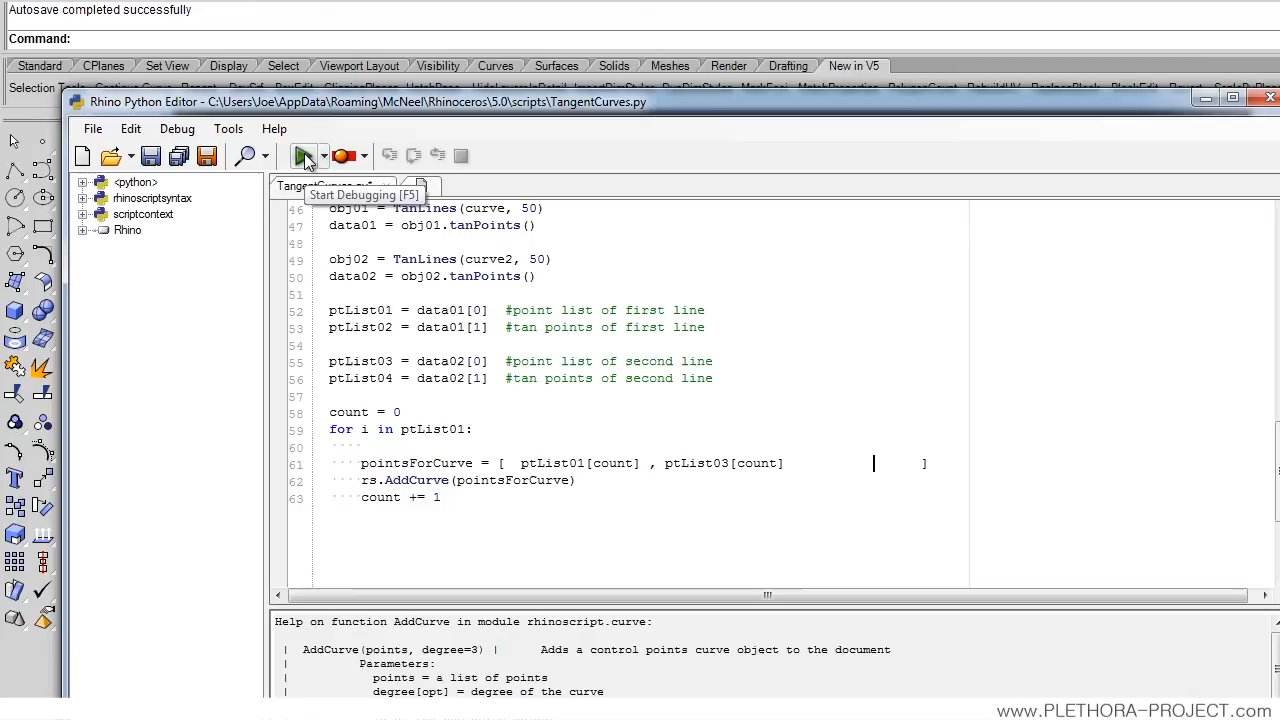 Autosave completed successfully
Command:
Standard CPlanes Set View Display Select Viewport Layout Visibility Curves Surfaces Solids Meshes Render Drafting New in V5
Rhino Python Editor - C:\Users\Joe\AppData\Roaming\McNeel\Rhinoceros\5.0\scripts\TangentCurves.py
File Edit Debug Tools Help
<python>
rhinoscriptsyntax
scriptcontext
Rhino
Start Debugging [F5]
46 obj01 = TanLines(curve, 50)
47 data01 = obj01.tanPoints()
48
49 obj02 = TanLines(curve2, 50)
50 data02 = obj02.tanPoints()
51
52 ptList01 = data01[0] #point list of first line
53 ptList02 = data01[1] #tan points of first line
54
55 ptList03 = data02[0] #point list of second line
56 ptList04 = data02[1] #tan points of second line
57
58 count = 0
59 for i in ptList01:
60
61 pointsForCurve = [ ptList01[count] , ptList03[count] ]
62 rs.AddCurve(pointsForCurve)
63 count += 1
Help on function AddCurve in module rhinoscript.curve:
| AddCurve(points, degree=3) | Adds a control points curve object to the document
| Parameters:
| points = a list of points
| degree[opt] = degree of the curve
www.PLETHORA-PROJECT.com